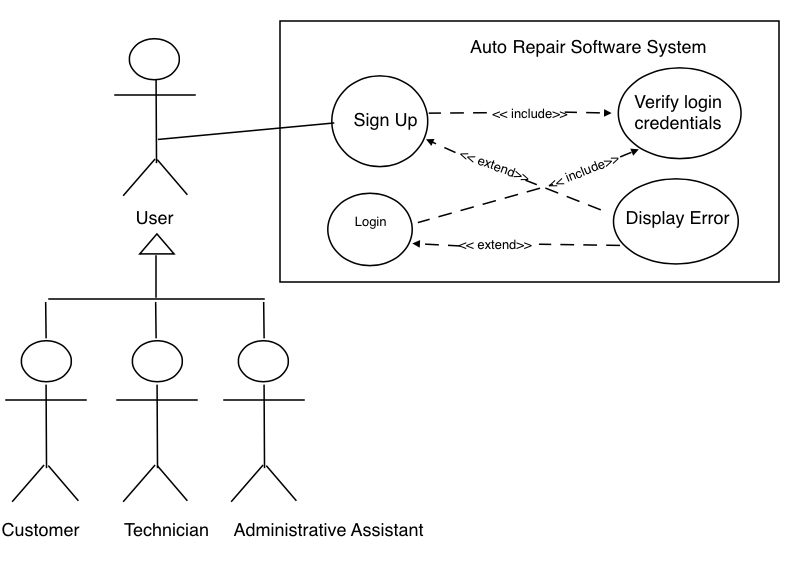 Auto Repair Software System
Sign Up
<< include>>
Verify login
credentials
<< extend>>
<< include>>
Login
Display Error
<< extend>>
User
Customer
Technician
Administrative Assistant